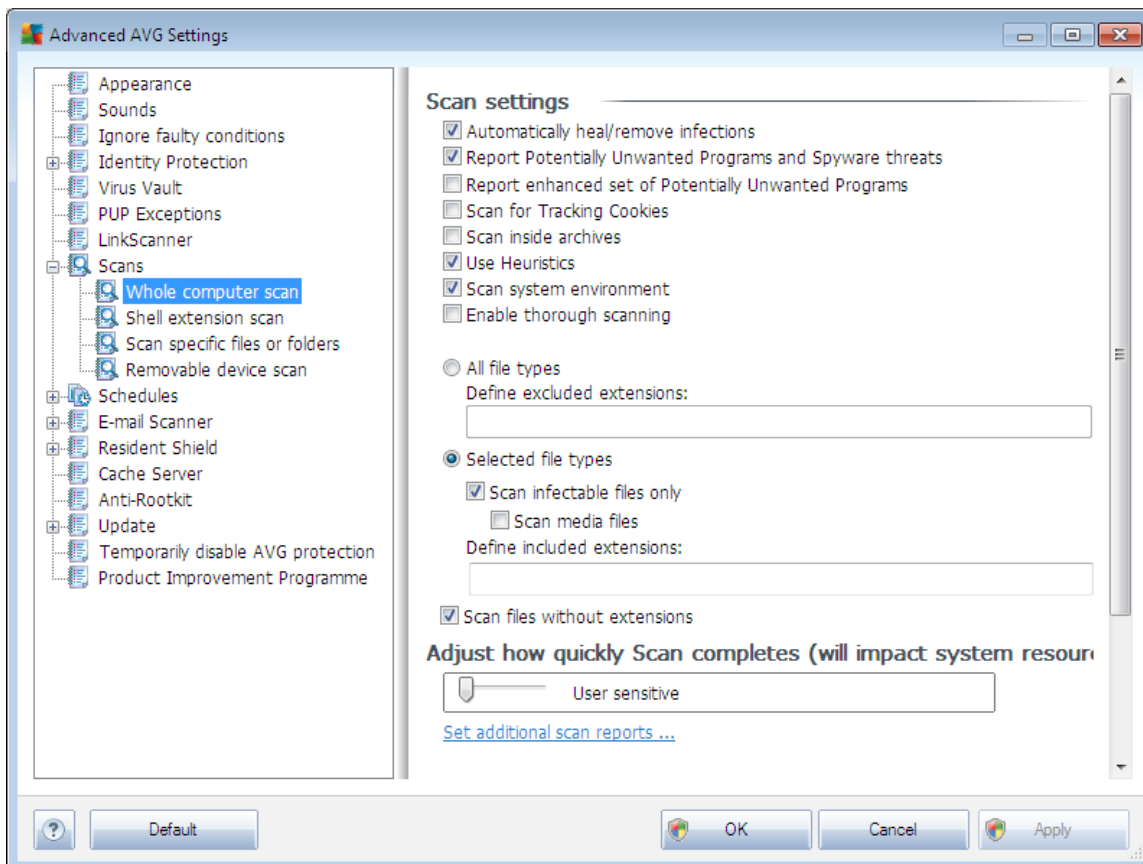 Advanced AVG Settings
Appearance
Sounds
Ignore faulty conditions
Identity Protection
Virus Vault
PUP Exceptions
LinkScanner
Scans
Whole computer scan
Shell extension scan
Scan specific files or folders
Removable device scan
Schedules
E-mail Scanner
Resident Shield
Cache Server
Anti-Rootkit
Update
Temporarily disable AVG protection
Product Improvement Programme
Scan settings
Automatically heal/remove infections
Report Potentially Unwanted Programs and Spyware threats
Report enhanced set of Potentially Unwanted Programs
Scan for Tracking Cookies
Scan inside archives
Use Heuristics
Scan system environment
Enable thorough scanning
All file types
Define excluded extensions:
Selected file types
Scan infectable files only
Scan media files
Define included extensions:
Scan files without extensions
Adjust how quickly Scan completes (will impact system resour
User sensitive
Set additional scan reports ...
?
Default
OK
Cancel
Apply